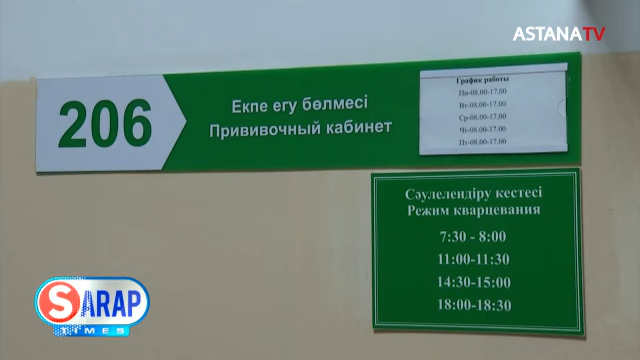 ASTANA TV
206
Екпе егу бөлмесі
Прививочный кабинет
График работы
Пн-08.00-17.00
Вт-08.00-17.00
Ср-08.00-17.00
Чт-08.00-17.00
Пт-08.00-17.00
Сәулелендіру кестесі
Режим кварцевания
7:30 - 8:00
11:00-11:30
14:30-15:00
18:00-18:30
SARAP
TIMES